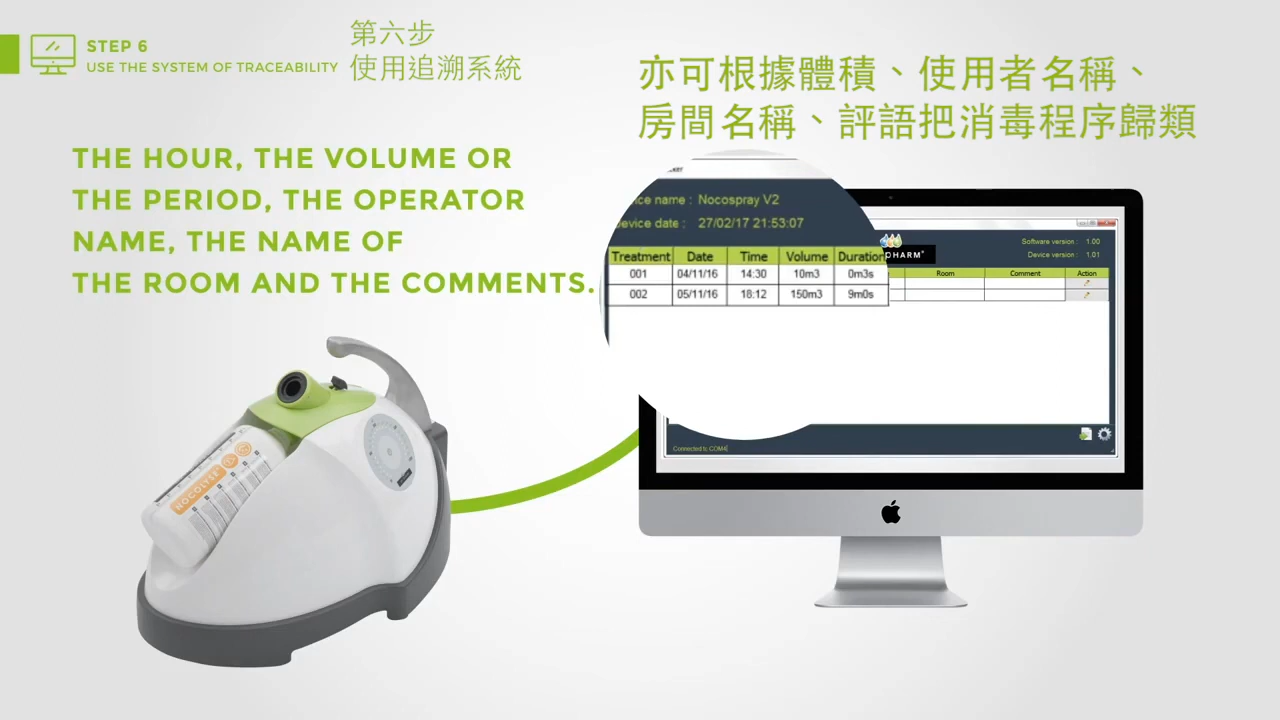 STEP 6
USE THE SYSTEM OF TRACEABILITY
第六步
使用追溯系統
亦可根據體積、使用者名稱、
房間名稱、評語把消毒程序歸類
THE HOUR, THE VOLUME OR
THE PERIOD, THE OPERATOR
NAME, THE NAME OF
THE ROOM AND THE COMMENTS.
name : Nocospray V2
Device date : 27/02/17 21:53:07
Treatment Date Time Volume Duration
001 04/11/16 14:30 10m3 0m3s
002 05/11/16 18:12 150m3 9m0s
Software version : 1.00
Device version : 1.01
Room Comment Action
NOCOLYSE